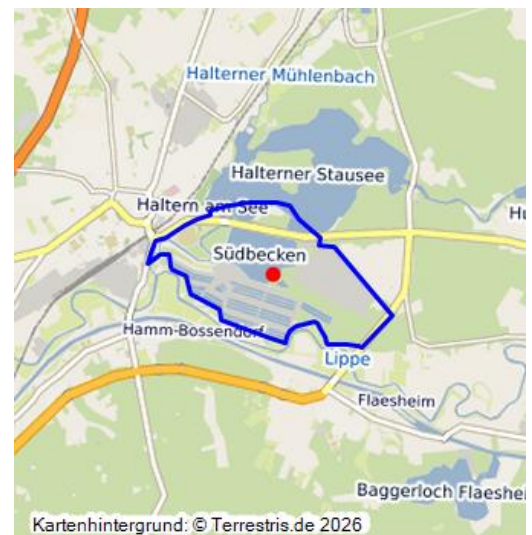 Halterner Mühlenbach
Halterner Stausee
Haltern am See
Südbecken
Hamm-Bossendorf
Lippe
Flaesheim
Baggerloch Flaeshei
Kartenhintergrund: © Terrestris.de 2026